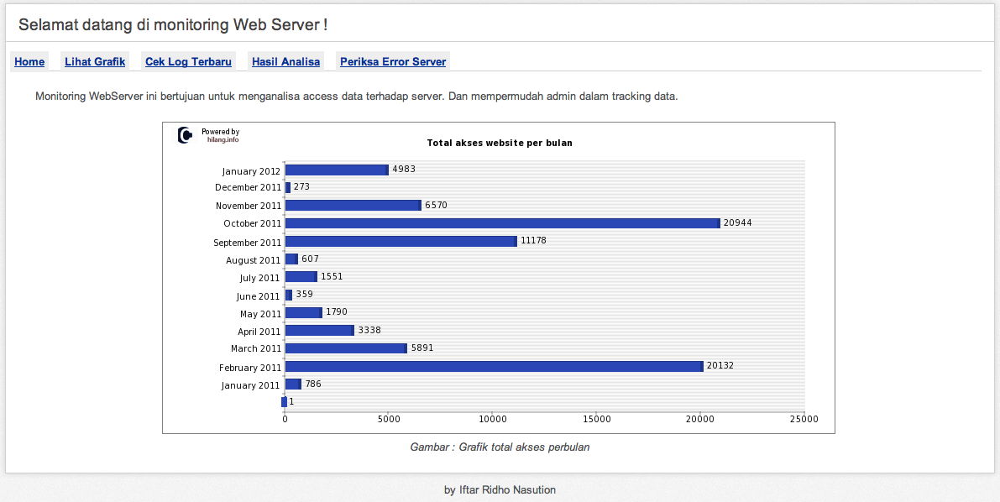 Selamat datang di monitoring Web Server !
Home Lihat Grafik Cek Log Terbaru Hasil Analisa Periksa Error Server
Monitoring WebServer ini bertujuan untuk menganalisa access data terhadap server. Dan mempermudah admin dalam tracking data.
Powered by
hilang.info
Total akses website per bulan
January 2012 4983
December 2011 273
November 2011 6570
October 2011 20944
September 2011 11178
August 2011 607
July 2011 1551
June 2011 359
May 2011 1790
April 2011 3338
March 2011 5891
February 2011 20132
January 2011 786
1
0 5000 10000 15000 20000 25000
Gambar : Grafik total akses perbulan
by Iftar Ridho Nasution